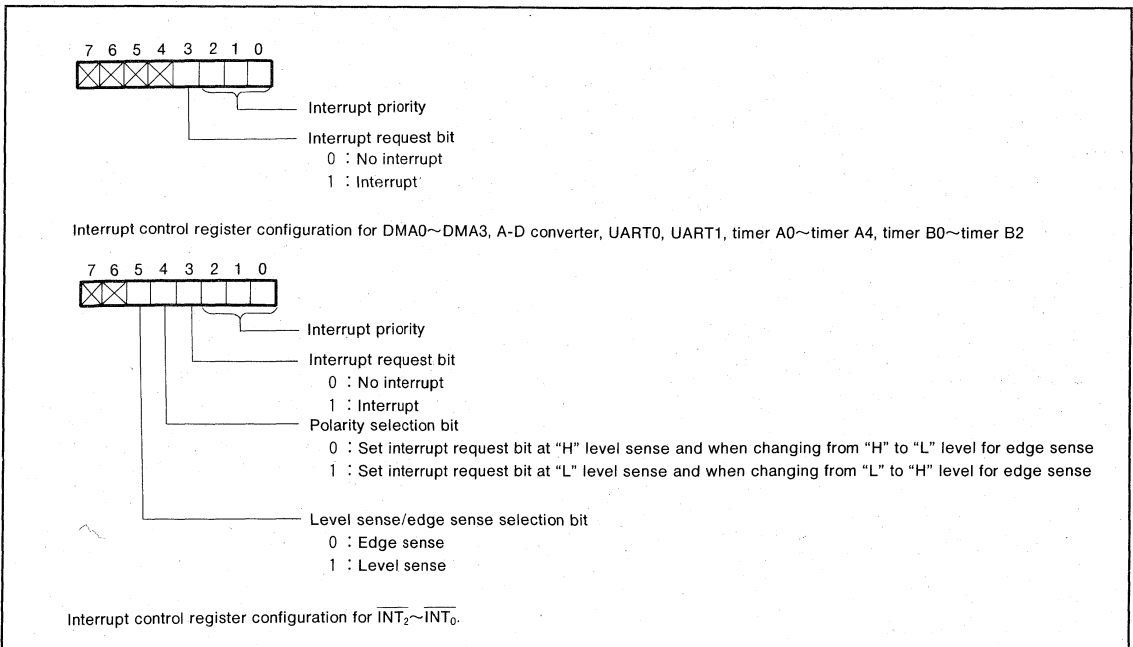 7 6 5 4 3 2 1 0
Interrupt priority
Interrupt request bit
0 : No interrupt
1 : Interrupt
Interrupt control register configuration for DMA0～DMA3, A-D converter, UART0, UART1, timer A0～timer A4, timer B0～timer B2
7 6 5 4 3 2 1 0
Interrupt priority
Interrupt request bit
0 : No interrupt
1 : Interrupt
Polarity selection bit
0 : Set interrupt request bit at “H” level sense and when changing from “H” to “L” level for edge sense
1 : Set interrupt request bit at “L” level sense and when changing from “L” to “H” level for edge sense
Level sense/edge sense selection bit
0 : Edge sense
1 : Level sense
Interrupt control register configuration for I̅N̅T̅₂̅～I̅N̅T̅₀̅.